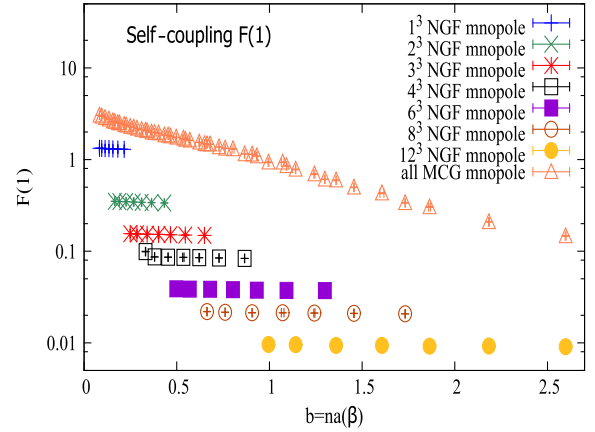 Self-coupling F(1)
1³ NGF mnopole
2³ NGF mnopole
3³ NGF mnopole
4³ NGF mnopole
6³ NGF mnopole
8³ NGF mnopole
12³ NGF mnopole
all MCG mnopole
F(1)
10
1
0.1
0.01
0 0.5 1 1.5 2 2.5
b=na(β)